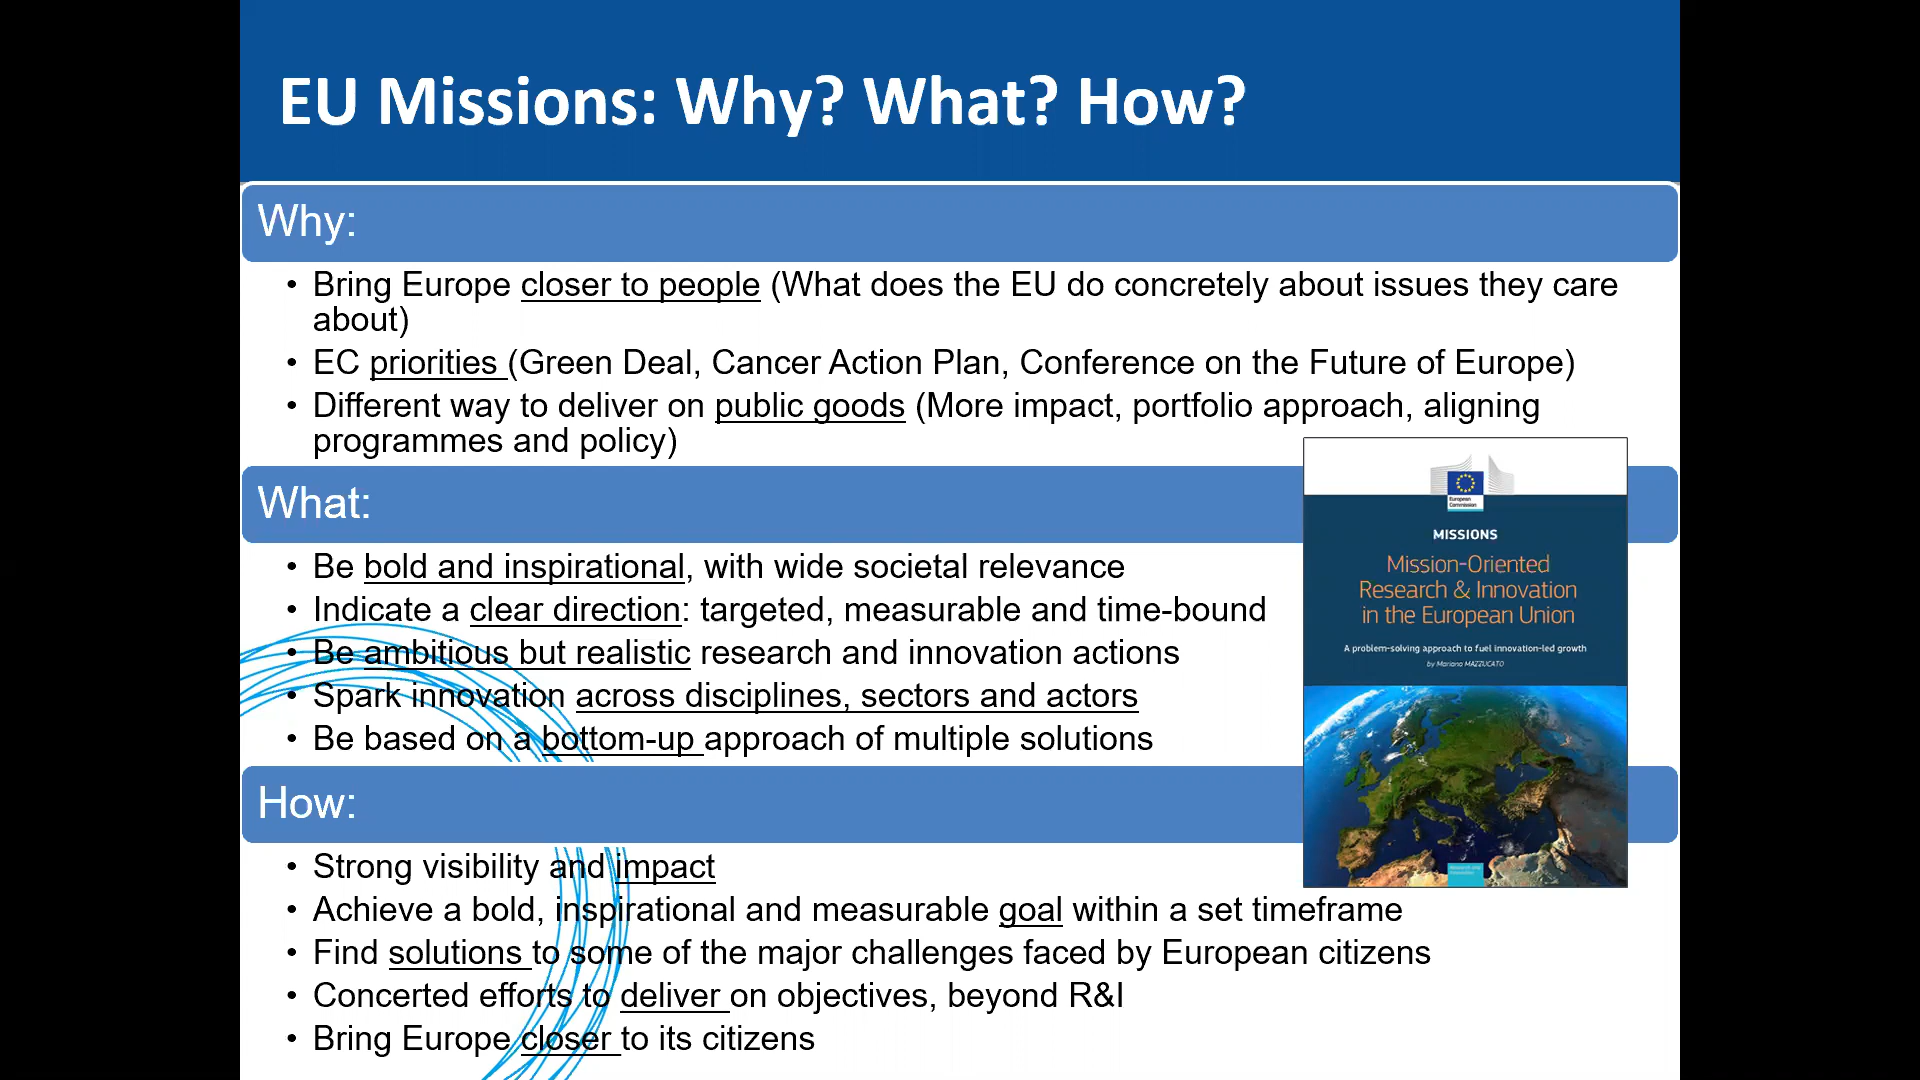 EU Missions: Why? What? How?
Why:
• Bring Europe closer to people (What does the EU do concretely about issues they care
about)
• EC priorities (Green Deal, Cancer Action Plan, Conference on the Future of Europe)
• Different way to deliver on public goods (More impact, portfolio approach, aligning
programmes and policy)
What:
• Be bold and inspirational, with wide societal relevance
• Indicate a clear direction: targeted, measurable and time-bound
• Be ambitious but realistic research and innovation actions
• Spark innovation across disciplines, sectors and actors
• Be based on a bottom-up approach of multiple solutions
European
Commission
MISSIONS
Mission-Oriented
Research & Innovation
in the European Union
A problem-solving approach to fuel innovation-led growth
by Mariana MAZZUCATO
How:
• Strong visibility and impact
• Achieve a bold, inspirational and measurable goal within a set timeframe
• Find solutions to some of the major challenges faced by European citizens
• Concerted efforts to deliver on objectives, beyond R&I
• Bring Europe closer to its citizens